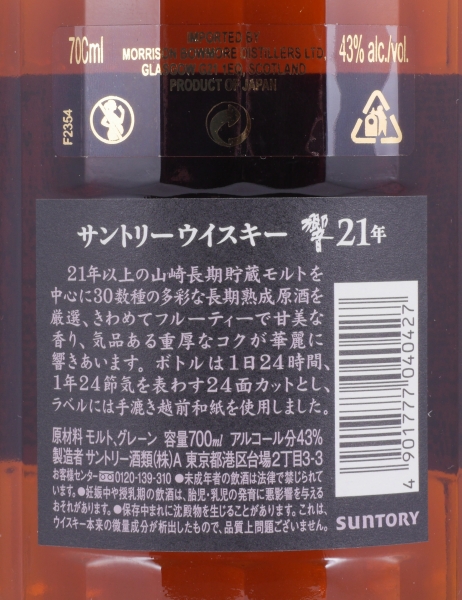 IMPORTED BY
700ml MORRISON BOWMORE DISTILLERS LTD. 43% alc./vol.
SCOTLAND
PRODUCT OF JAPAN
F2354
サントリーウイスキー 響21年
21年以上の山崎長期貯蔵モルトを
中心に30数種の多彩な長期熟成原酒を
厳選、きわめてフルーティーで甘美な
香り、気品ある重厚なコクが華麗に
響きあいます。ボトルは1日24時間、
1年24節気を表わす24面カットとし、
ラベルには手漉き越前和紙を使用しました。
原材料 モルト、グレーン 容量700㎖ アルコール分43%
製造者 サントリー酒類(株)A 東京都港区台場2丁目3-3
お客様センター 0120-139-310 ●未成年者の飲酒は法律で禁じられ
ています。●妊娠中や授乳期の飲酒は、胎児・乳児の発育に悪影響を与える
おそれがあります。●保存中まれに沈殿物を生じることがあります。これは、
ウイスキー本来の微量成分が析出したもので、品質上問題ございません。
4 901777 040427
SUNTORY